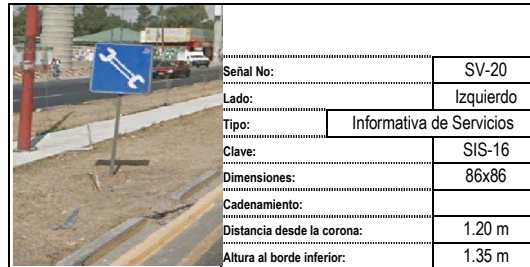 Señal No: SV-20
Lado: Izquierdo
Tipo: Informativa de Servicios
Clave: SIS-16
Dimensiones: 86x86
Cadenamiento:
Distancia desde la corona: 1.20 m
Altura al borde inferior: 1.35 m